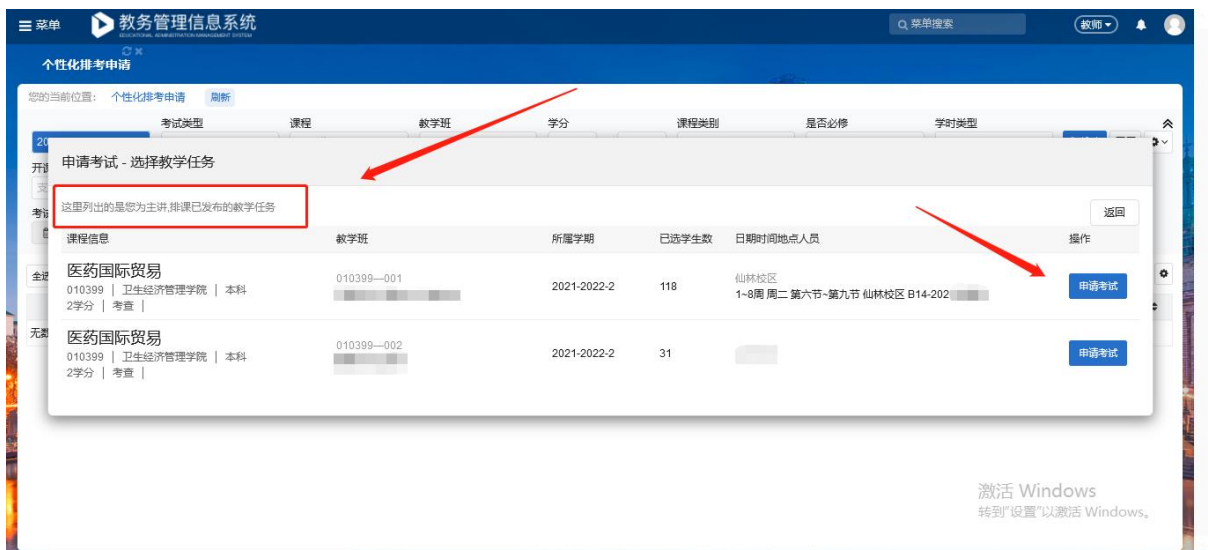 菜单
教务管理信息系统
EDUCATIONAL ADMINISTRATION MANAGEMENT SYSTEM
菜单搜索
教师
个性化排考申请
您的当前位置： 个性化排考申请 刷新
考试类型 课程 教学班 学分 课程类别 是否必修 学时类型
20
开课
考试
全选
无数
申请考试 - 选择教学任务
这里列出的是您为主讲,排课已发布的教学任务
返回
课程信息 教学班 所属学期 已选学生数 日期时间地点人员 操作
医药国际贸易
010399 | 卫生经济管理学院 | 本科
2学分 | 考查 |
010399—001
2021-2022-2
118
仙林校区
1~8周 周二 第六节~第九节 仙林校区 B14-202
申请考试
医药国际贸易
010399 | 卫生经济管理学院 | 本科
2学分 | 考查 |
010399—002
2021-2022-2
31
申请考试
激活 Windows
转到"设置"以激活 Windows。